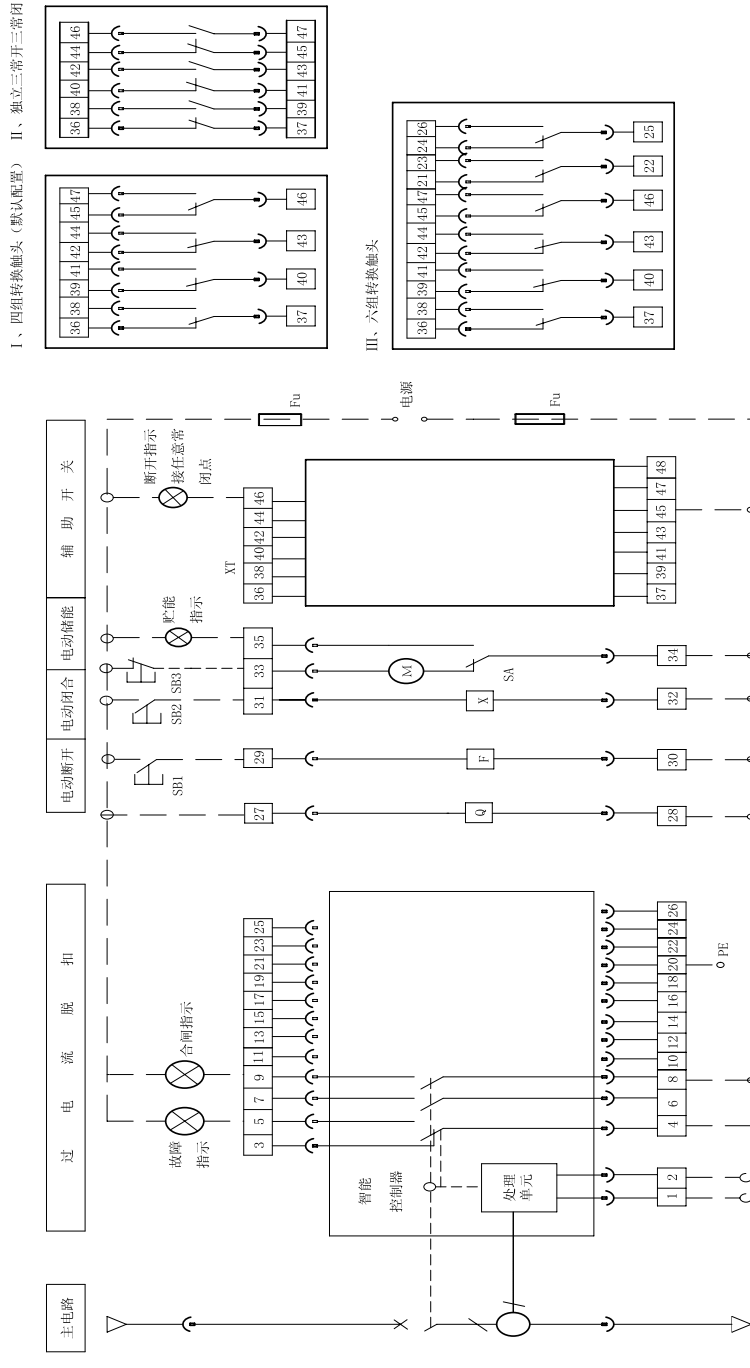 主电路
过 电 流 脱 扣
电动断开
电动闭合
电动储能
辅 助 开 关
故障
指示
合闸指示
SB1
SB2
SB3
贮能
指示
断开指示
接任意常
闭点
XT
3 5 7 9 11 13 15 17 19 21 23 25
27 29 31 33 35
36 38 40 42 44 46
Fu
电源
Fu
智能
控制器
处理
单元
Q
F
X
M
SA
1 2 4 6 8 10 12 14 16 18 20 22 24 26
28 30 32 34
37 39 41 43 45 47 48
PE
I、四组转换触头（默认配置）
36 38 39 41 42 44 45 47
37 40 43 46
II、独立三常开三常闭
36 38 40 42 44 46
37 39 41 43 45 47
III、六组转换触头
36 38 39 41 42 44 45 47 21 23 24 26
37 40 43 46 22 25